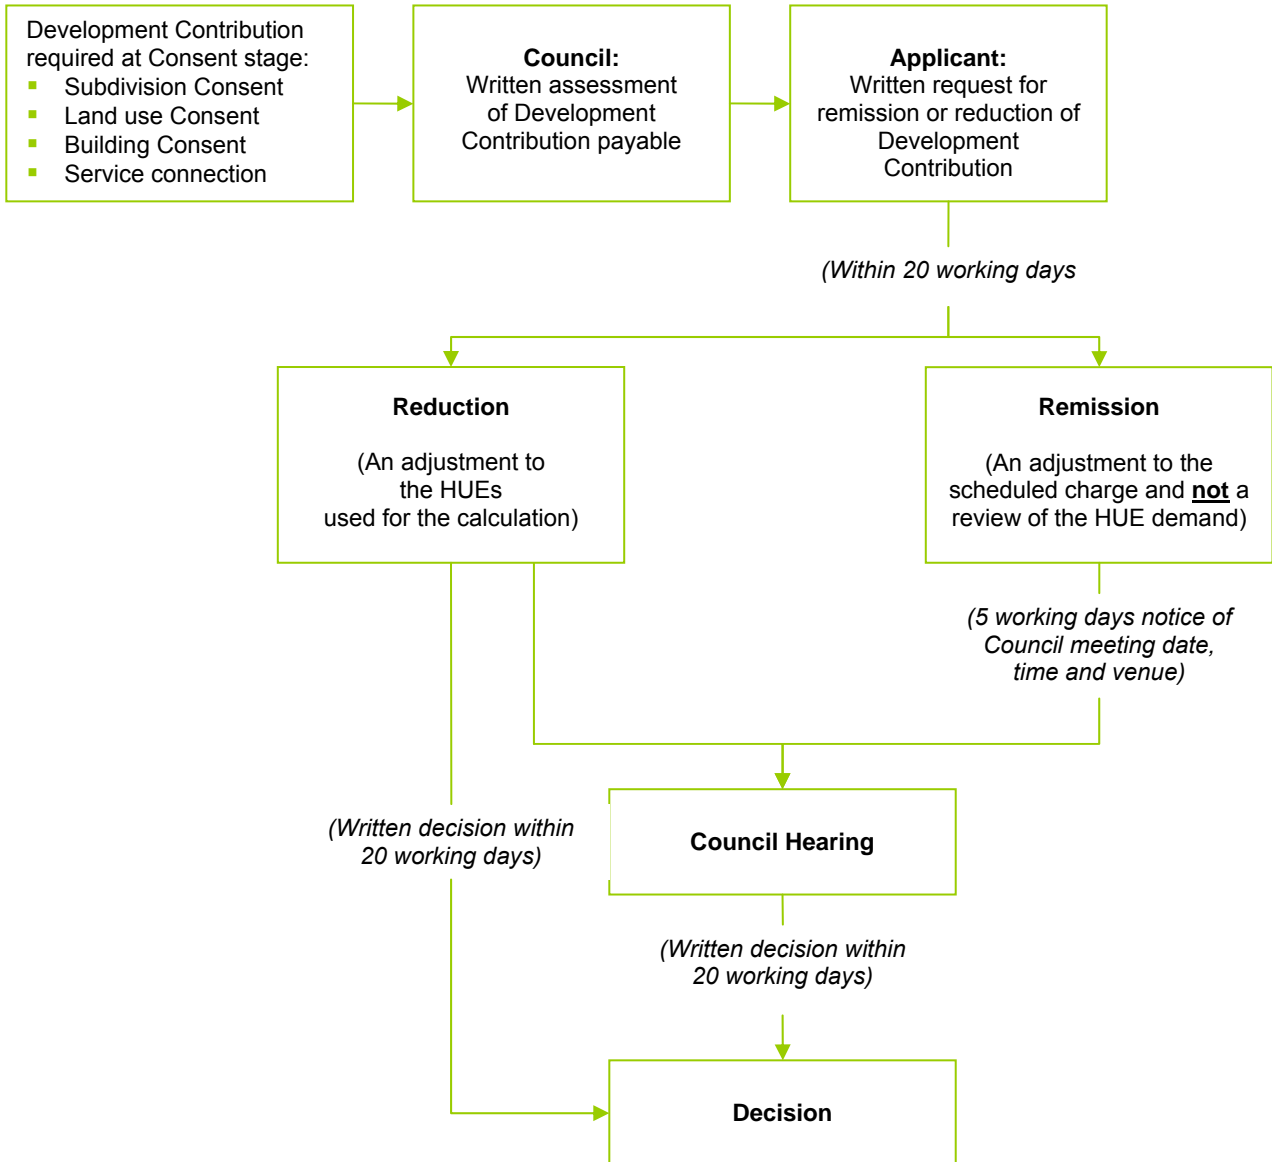 Development Contribution
required at Consent stage:
▪ Subdivision Consent
▪ Land use Consent
▪ Building Consent
▪ Service connection
Council:
Written assessment
of Development
Contribution payable
Applicant:
Written request for
remission or reduction of
Development
Contribution
(Within 20 working days
Reduction
(An adjustment to
the HUEs
used for the calculation)
Remission
(An adjustment to the
scheduled charge and not a
review of the HUE demand)
(5 working days notice of
Council meeting date,
time and venue)
(Written decision within
20 working days)
Council Hearing
(Written decision within
20 working days)
Decision